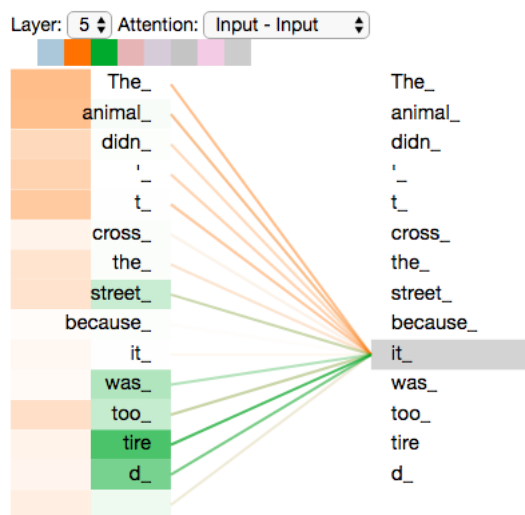 Layer: 5 Attention: Input - Input
The_ The_
animal_ animal_
didn_ didn_
'_ '_
t_ t_
cross_ cross_
the_ the_
street_ street_
because_ because_
it_ it_
was_ was_
too_ too_
tire tire
d_ d_